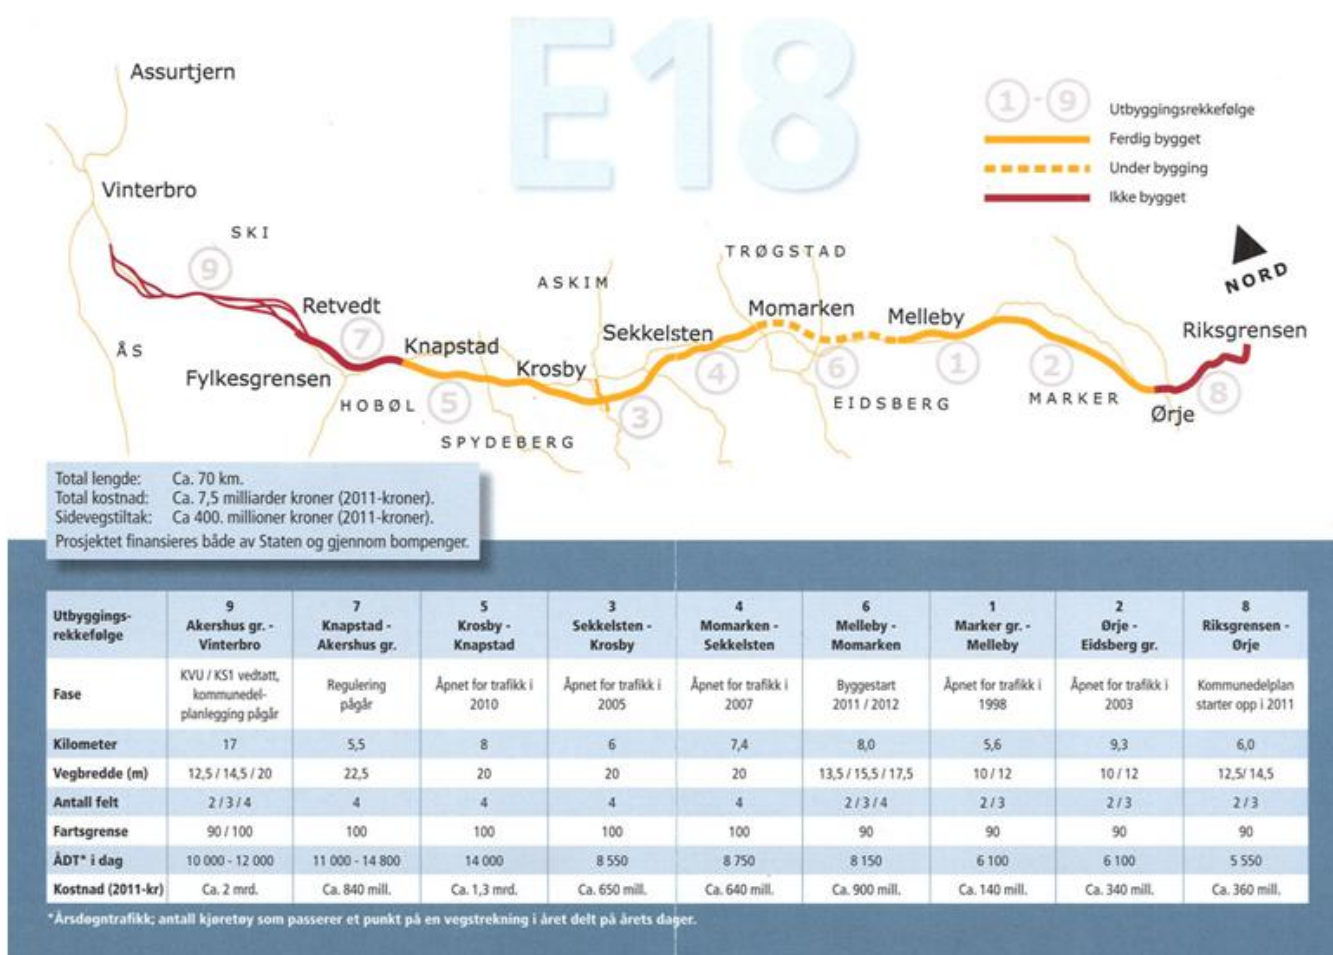 E18
Assurtjern
Vinterbro
SKI
ÅS
Retvedt
Fylkesgrensen
HOBØL
Knapstad
SPYDEBERG
Krosby
ASKIM
Sekkelsten
TRØGSTAD
Momarken
EIDSBERG
Melleby
MARKER
Ørje
Riksgrensen
NORD
9
7
5
3
4
6
1
2
8
1 - 9 Utbyggingsrekkefølge
Ferdig bygget
Under bygging
Ikke bygget
Total lengde: Ca. 70 km.
Total kostnad: Ca. 7,5 milliarder kroner (2011-kroner).
Sidevegstiltak: Ca 400. millioner kroner (2011-kroner).
Prosjektet finansieres både av Staten og gjennom bompenger.
Utbyggings- 9 7 5 3 4 6 1 2 8
rekkefølge Akershus gr. - Knapstad - Krosby - Sekkelsten - Momarken - Melleby - Marker gr. - Ørje - Riksgrensen -
Vinterbro Akershus gr. Knapstad Krosby Sekkelsten Momarken Melleby Eidsberg gr. Ørje
Fase KVU / KS1 vedtatt, Regulering Åpnet for trafikk i Åpnet for trafikk i Åpnet for trafikk i Byggestart Åpnet for trafikk i Åpnet for trafikk i Kommunedelplan
kommunedel- pågår 2010 2005 2007 2011 / 2012 1998 2003 starter opp i 2011
planlegging pågår
Kilometer 17 5,5 8 6 7,4 8,0 5,6 9,3 6,0
Vegbredde (m) 12,5 / 14,5 / 20 22,5 20 20 20 13,5 / 15,5 / 17,5 10 / 12 10 / 12 12,5/ 14,5
Antall felt 2 / 3 / 4 4 4 4 4 2 / 3 / 4 2 / 3 2 / 3 2 / 3
Fartsgrense 90 / 100 100 100 100 100 90 90 90 90
ÅDT* i dag 10 000 - 12 000 11 000 - 14 800 14 000 8 550 8 750 8 150 6 100 6 100 5 550
Kostnad (2011-kr) Ca. 2 mrd. Ca. 840 mill. Ca. 1,3 mrd. Ca. 650 mill. Ca. 640 mill. Ca. 900 mill. Ca. 140 mill. Ca. 340 mill. Ca. 360 mill.
*Årsdøgntrafikk; antall kjøretøy som passerer et punkt på en vegstrekning i året delt på årets dager.